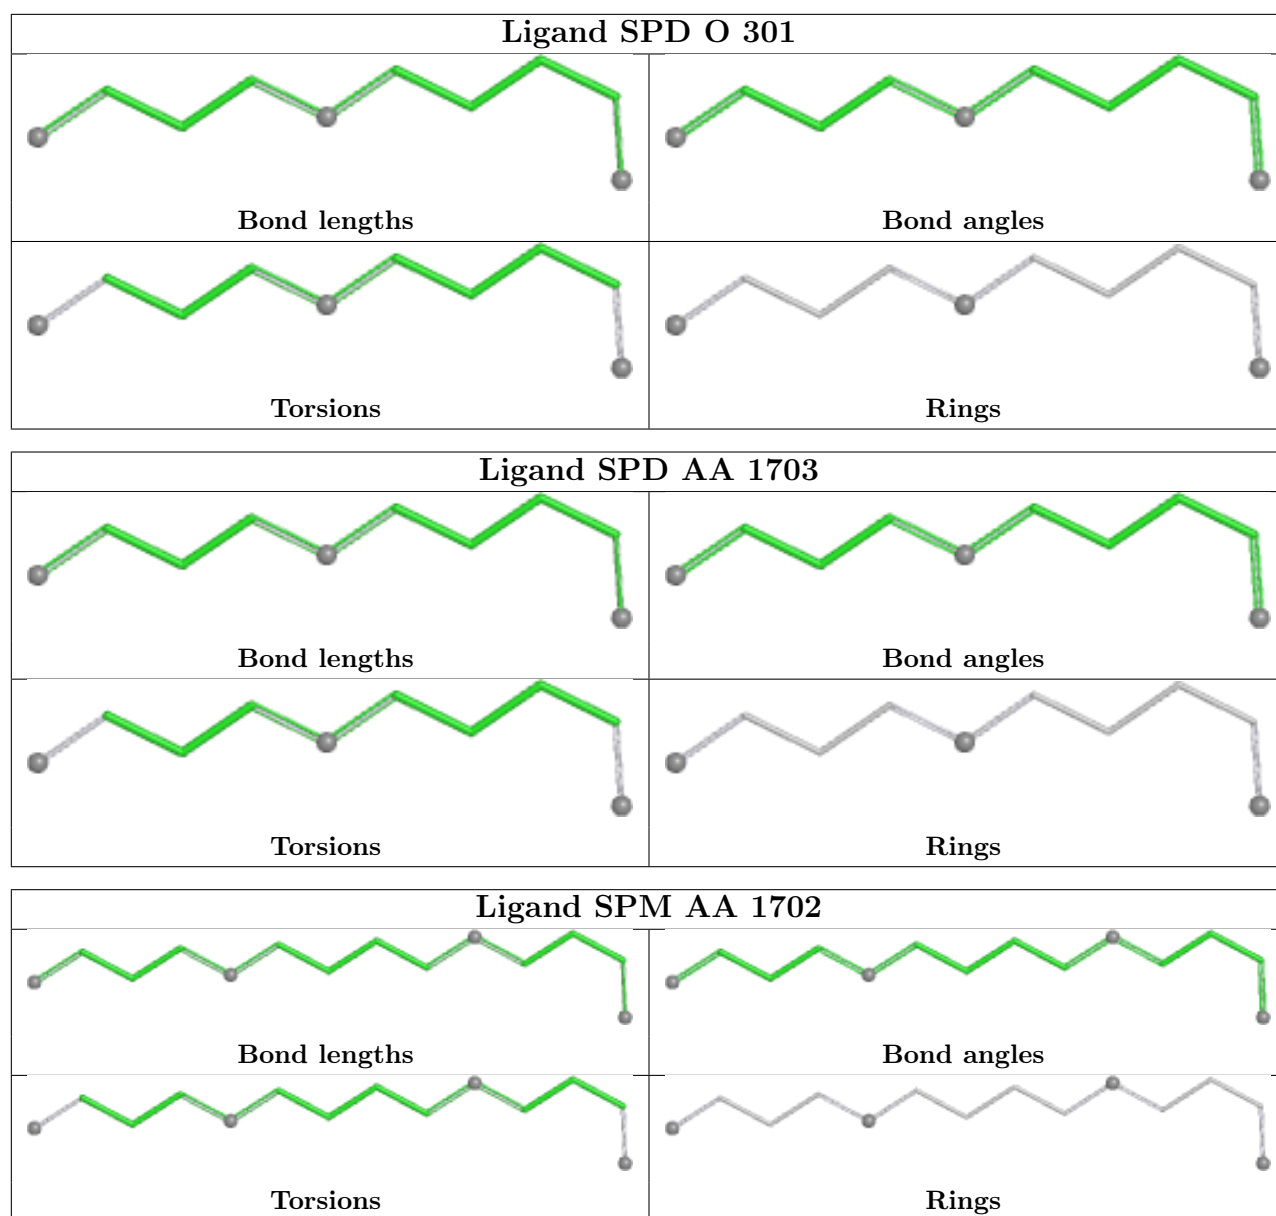 Ligand SPD O 301
Bond lengths
Bond angles
Torsions
Rings
Ligand SPD AA 1703
Bond lengths
Bond angles
Torsions
Rings
Ligand SPM AA 1702
Bond lengths
Bond angles
Torsions
Rings